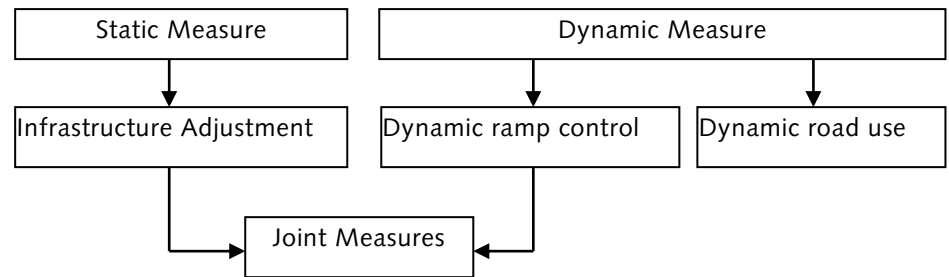 Static Measure
Dynamic Measure
Infrastructure Adjustment
Dynamic ramp control
Dynamic road use
Joint Measures